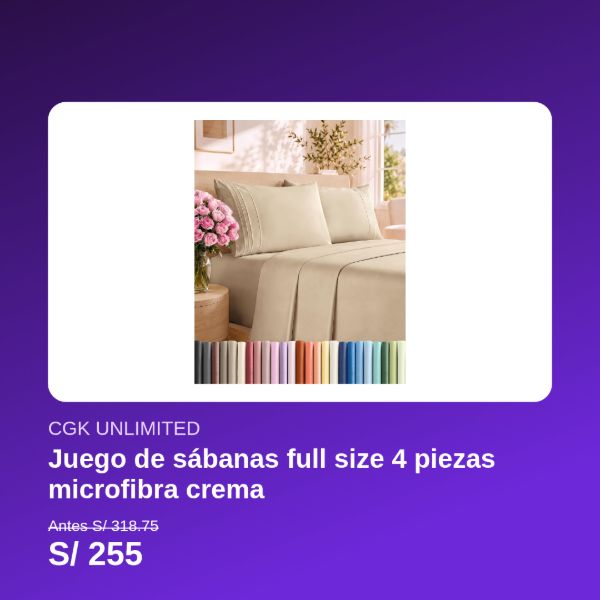 CGK UNLIMITED
Juego de sábanas full size 4 piezas
microfibra crema
Antes S/ 318.75
S/ 255